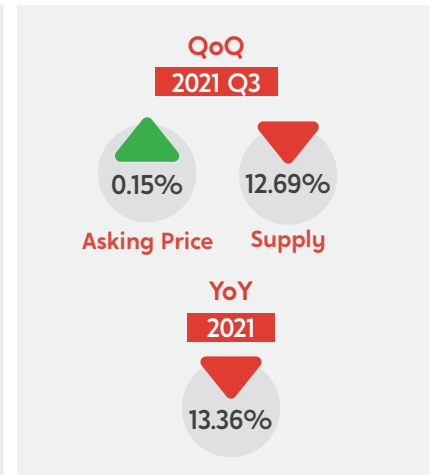 QoQ
2021 Q3
0.15% 12.69%
Asking Price Supply
YoY
2021
13.36%